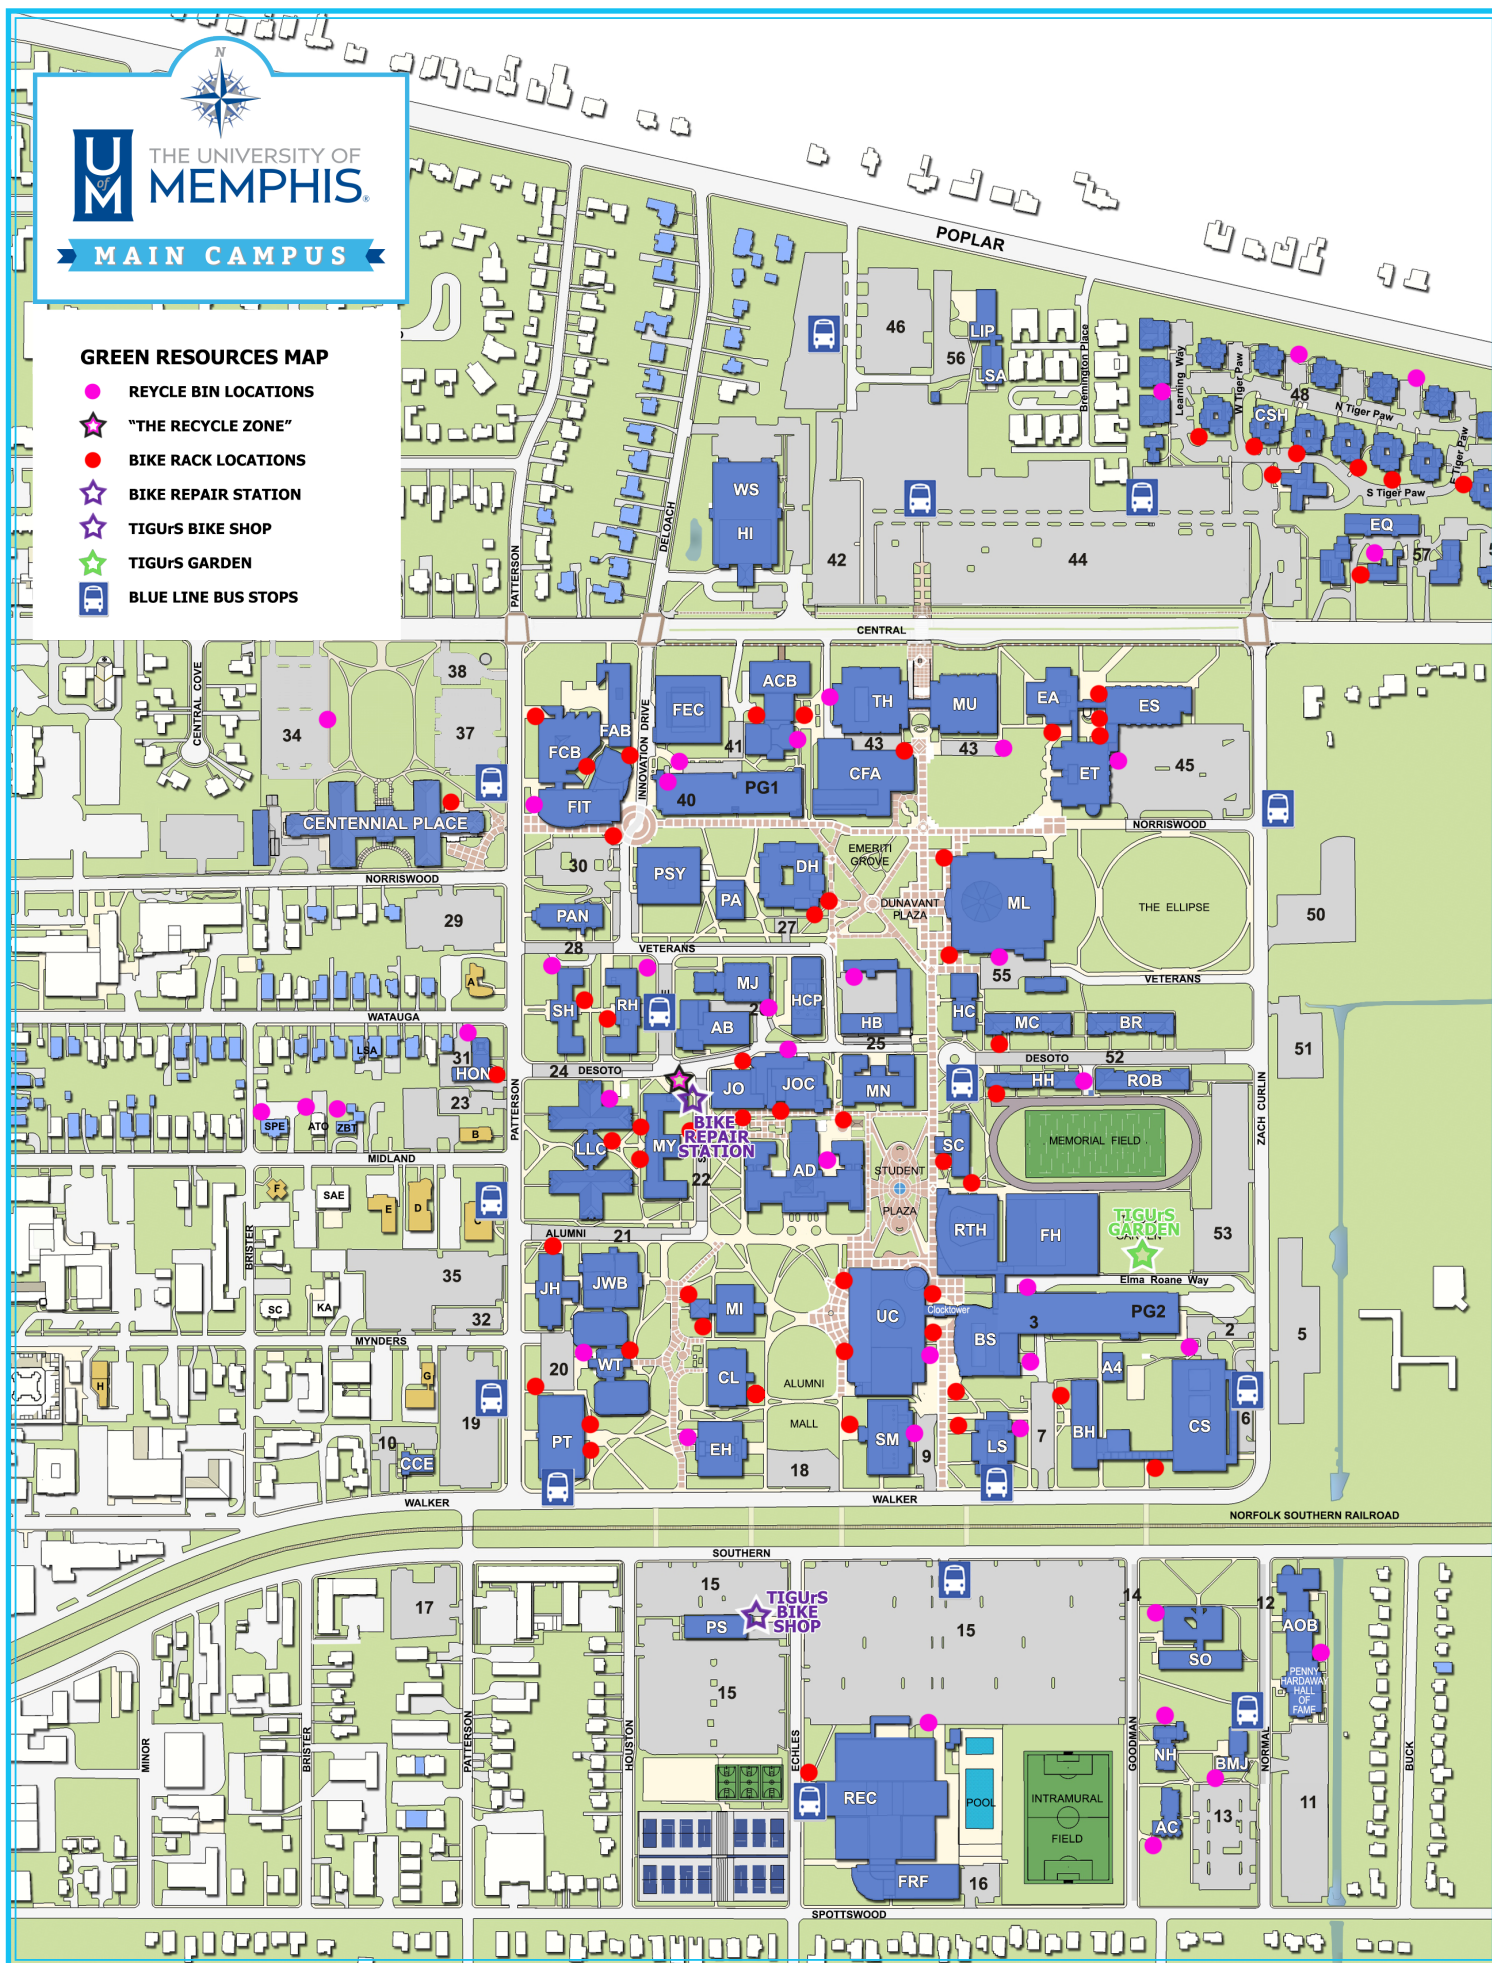 N
U
of
M
THE UNIVERSITY OF
MEMPHIS®
MAIN CAMPUS
GREEN RESOURCES MAP
REYCLE BIN LOCATIONS
"THE RECYCLE ZONE"
BIKE RACK LOCATIONS
BIKE REPAIR STATION
TIGUrS BIKE SHOP
TIGUrS GARDEN
BLUE LINE BUS STOPS
POPLAR
46
56
LIP
LSA
Bremington Place
Learning Way
W Tiger Paw
48
N Tiger Paw
CSH
Tiger Paw
S Tiger Paw
WS
HI
DELOACH
PATTERSON
42
44
EQ
57
CENTRAL
CENTRAL COVE
38
34
37
INNOVATION DRIVE
FEC
ACB
TH
MU
EA
ES
FAB
FCB
41
43
43
CFA
ET
45
FIT
40
PG1
CENTENNIAL PLACE
NORRISWOOD
EMERITI
GROVE
30
PSY
DH
PA
NORRISWOOD
29
PAN
27
DUNAVANT
PLAZA
ML
THE ELLIPSE
50
28
VETERANS
VETERANS
55
A
SH
RH
MJ
HCP
AB
HB
HC
MC
BR
WATAUGA
LSA
31
HON
25
DESOTO
52
51
24
DESOTO
JO
JOC
MN
HH
ROB
23
PATTERSON
ZACH CURLIN
SPE
ATO
ZBT
B
BIKE
REPAIR
STATION
MIDLAND
LLC
MY
AD
STUDENT
PLAZA
SC
MEMORIAL FIELD
22
F
SAE
E
D
BRISTER
ALUMNI
21
RTH
FH
TIGUrS
GARDEN
53
35
JH
JWB
Elma Roane Way
SC
KA
32
MI
UC
Clocktower
BS
3
PG2
2
5
MYNDERS
20
WT
CL
ALUMNI
MALL
A4
H
G
19
10
CCE
PT
EH
18
SM
9
LS
7
BH
CS
6
WALKER
WALKER
NORFOLK SOUTHERN RAILROAD
SOUTHERN
15
TIGUrS
BIKE
SHOP
PS
17
15
15
14
12
AOB
SO
PENNY
HARDAWAY
HALL
OF
FAME
MINOR
BRISTER
PATTERSON
HOUSTON
ECHLES
GOODMAN
NORMAL
BUCK
NH
BMJ
REC
POOL
INTRAMURAL
FIELD
AC
13
11
FRF
16
SPOTTSWOOD